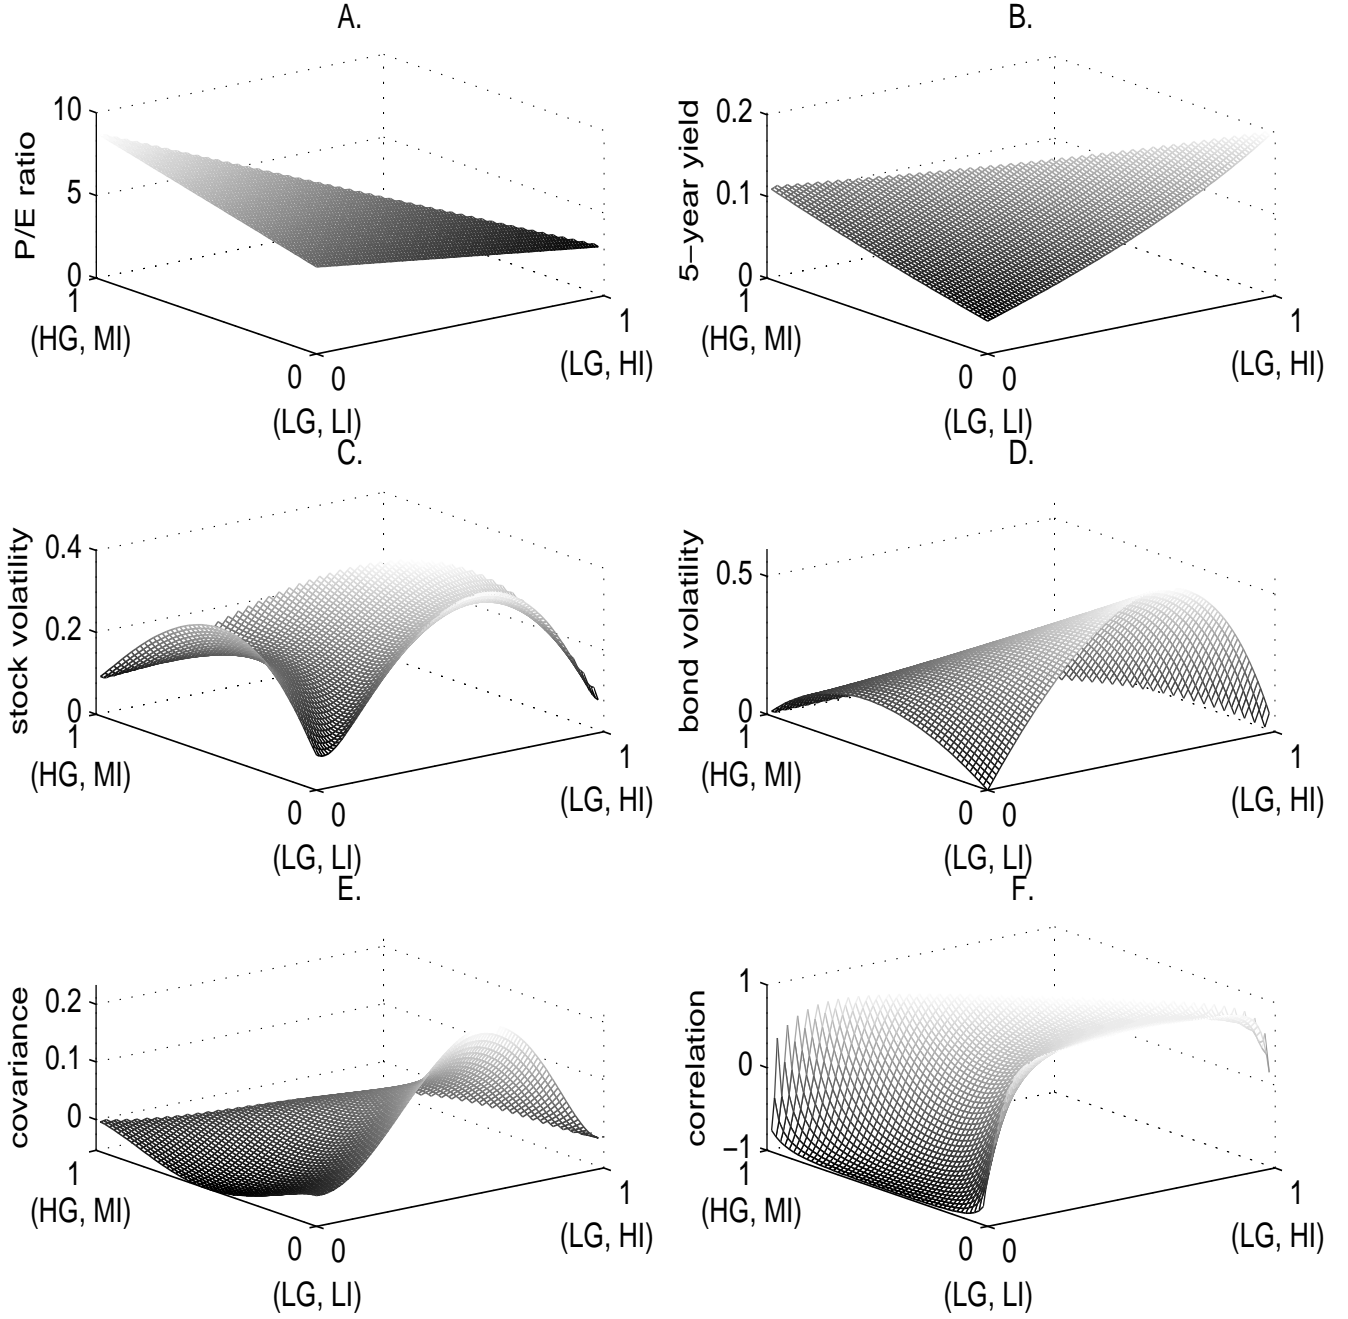 A.
P/E ratio
10
5
0
1
(HG, MI)
0
0
(LG, LI)
1
(LG, HI)
B.
5−year yield
0.2
0.1
0
1
(HG, MI)
0
0
(LG, LI)
1
(LG, HI)
C.
stock volatility
0.4
0.2
0
1
(HG, MI)
0
0
(LG, LI)
1
(LG, HI)
D.
bond volatility
0.5
0
1
(HG, MI)
0
0
(LG, LI)
1
(LG, HI)
E.
covariance
0.2
0.1
0
1
(HG, MI)
0
0
(LG, LI)
1
(LG, HI)
F.
correlation
1
0
−1
1
(HG, MI)
0
0
(LG, LI)
1
(LG, HI)